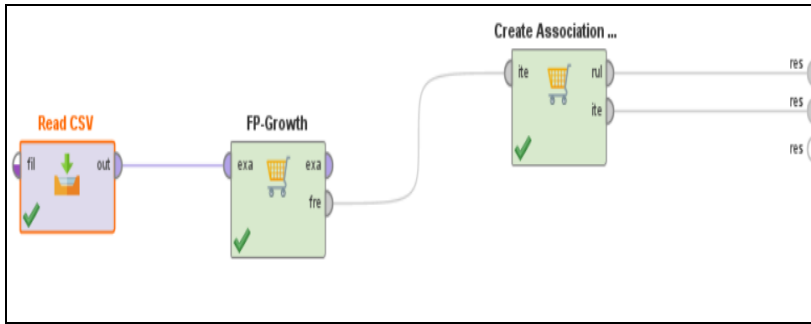 Create Association ...
ite
rul
ite
res
res
res
Read CSV
fil
out
FP-Growth
exa
exa
fre